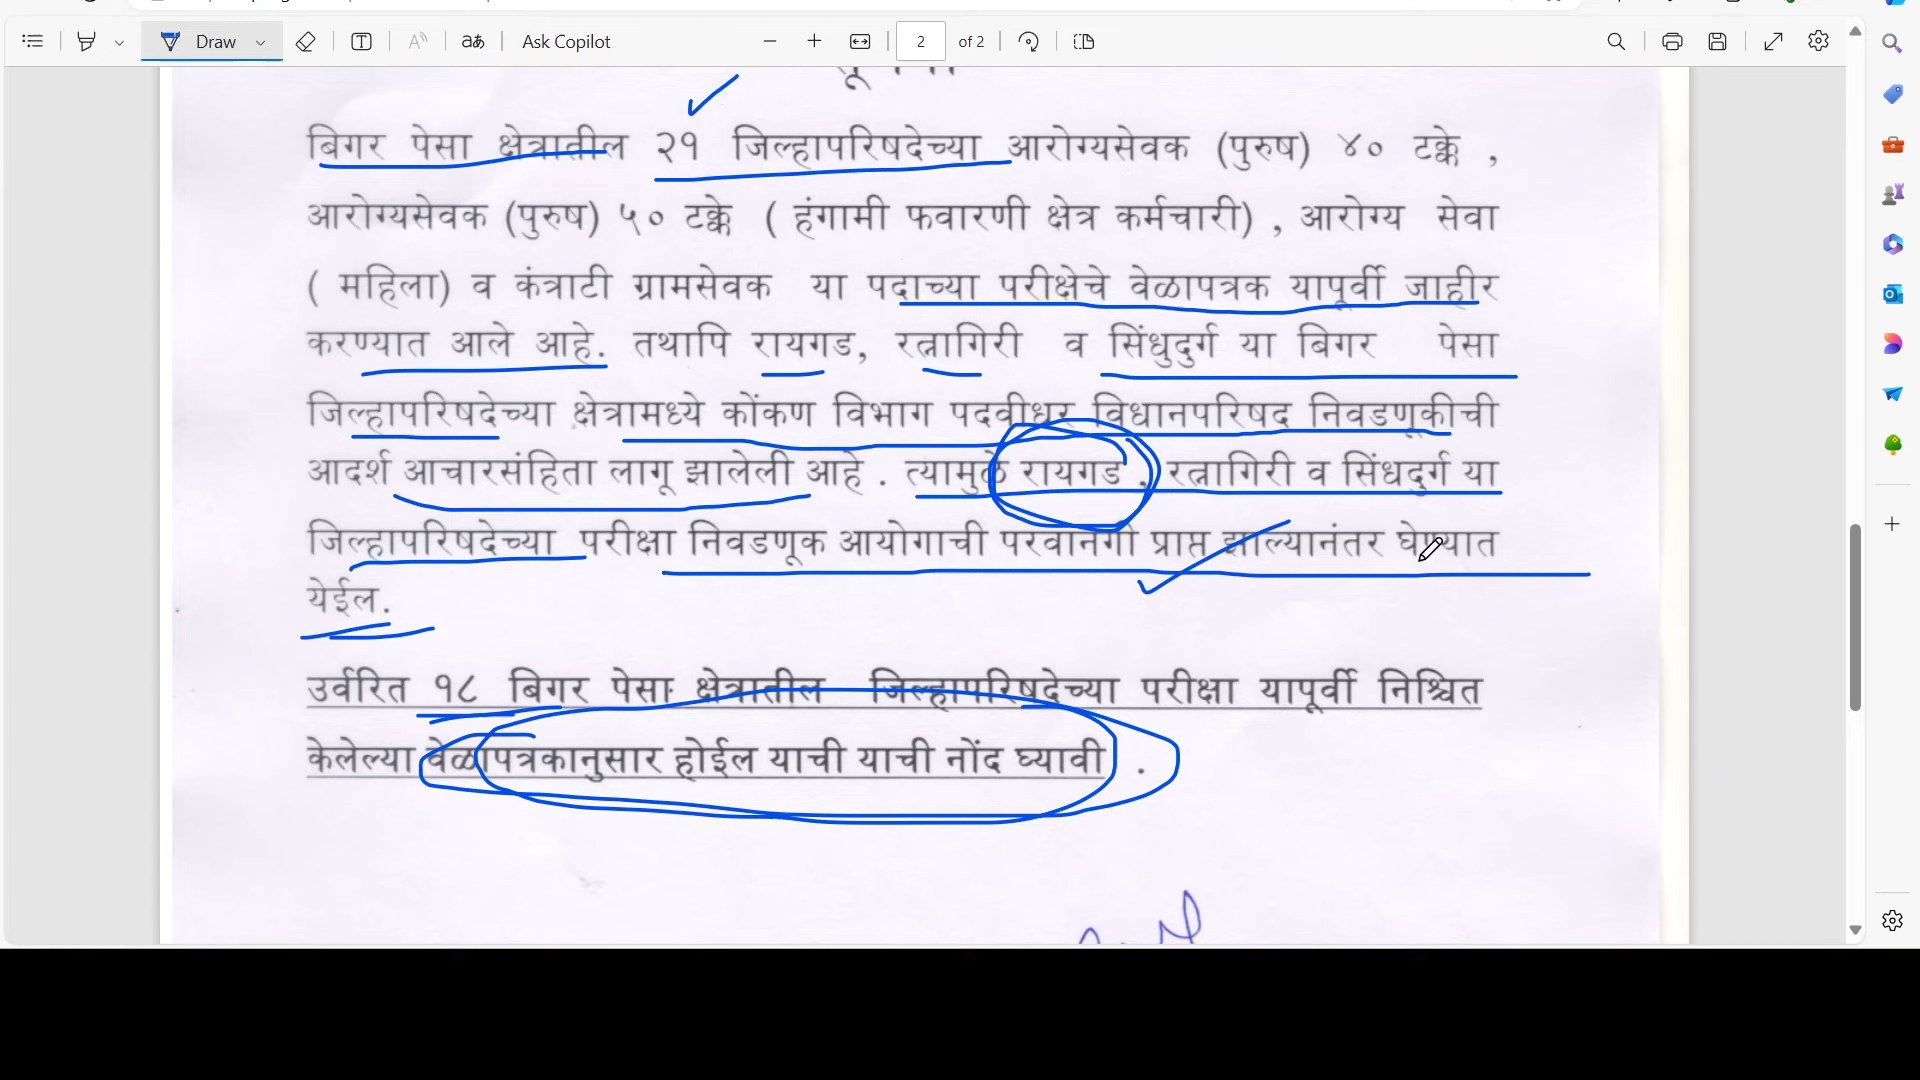 Draw
Ask Copilot
2
of 2
बिगर पेसा क्षेत्रातील २१ जिल्हापरिषदेच्या आरोग्यसेवक (पुरुष) ४० टक्के ,
आरोग्यसेवक (पुरुष) ५० टक्के ( हंगामी फवारणी क्षेत्र कर्मचारी) , आरोग्य सेवा
( महिला) व कंत्राटी ग्रामसेवक या पदाच्या परीक्षेचे वेळापत्रक यापूर्वी जाहीर
करण्यात आले आहे. तथापि रायगड, रत्नागिरी व सिंधुदुर्ग या बिगर पेसा
जिल्हापरिषदेच्या क्षेत्रामध्ये कोंकण विभाग पदवीधर विधानपरिषद निवडणूकीची
आदर्श आचारसंहिता लागू झालेली आहे . त्यामुळे रायगड , रत्नागिरी व सिंधदुर्ग या
जिल्हापरिषदेच्या परीक्षा निवडणूक आयोगाची परवानगी प्राप्त झाल्यानंतर घेण्यात
येईल.
उर्वरित १८ बिगर पेसा क्षेत्रातील जिल्हापरिषदेच्या परीक्षा यापूर्वी निश्चित
केलेल्या वेळापत्रकानुसार होईल याची याची नोंद घ्यावी .